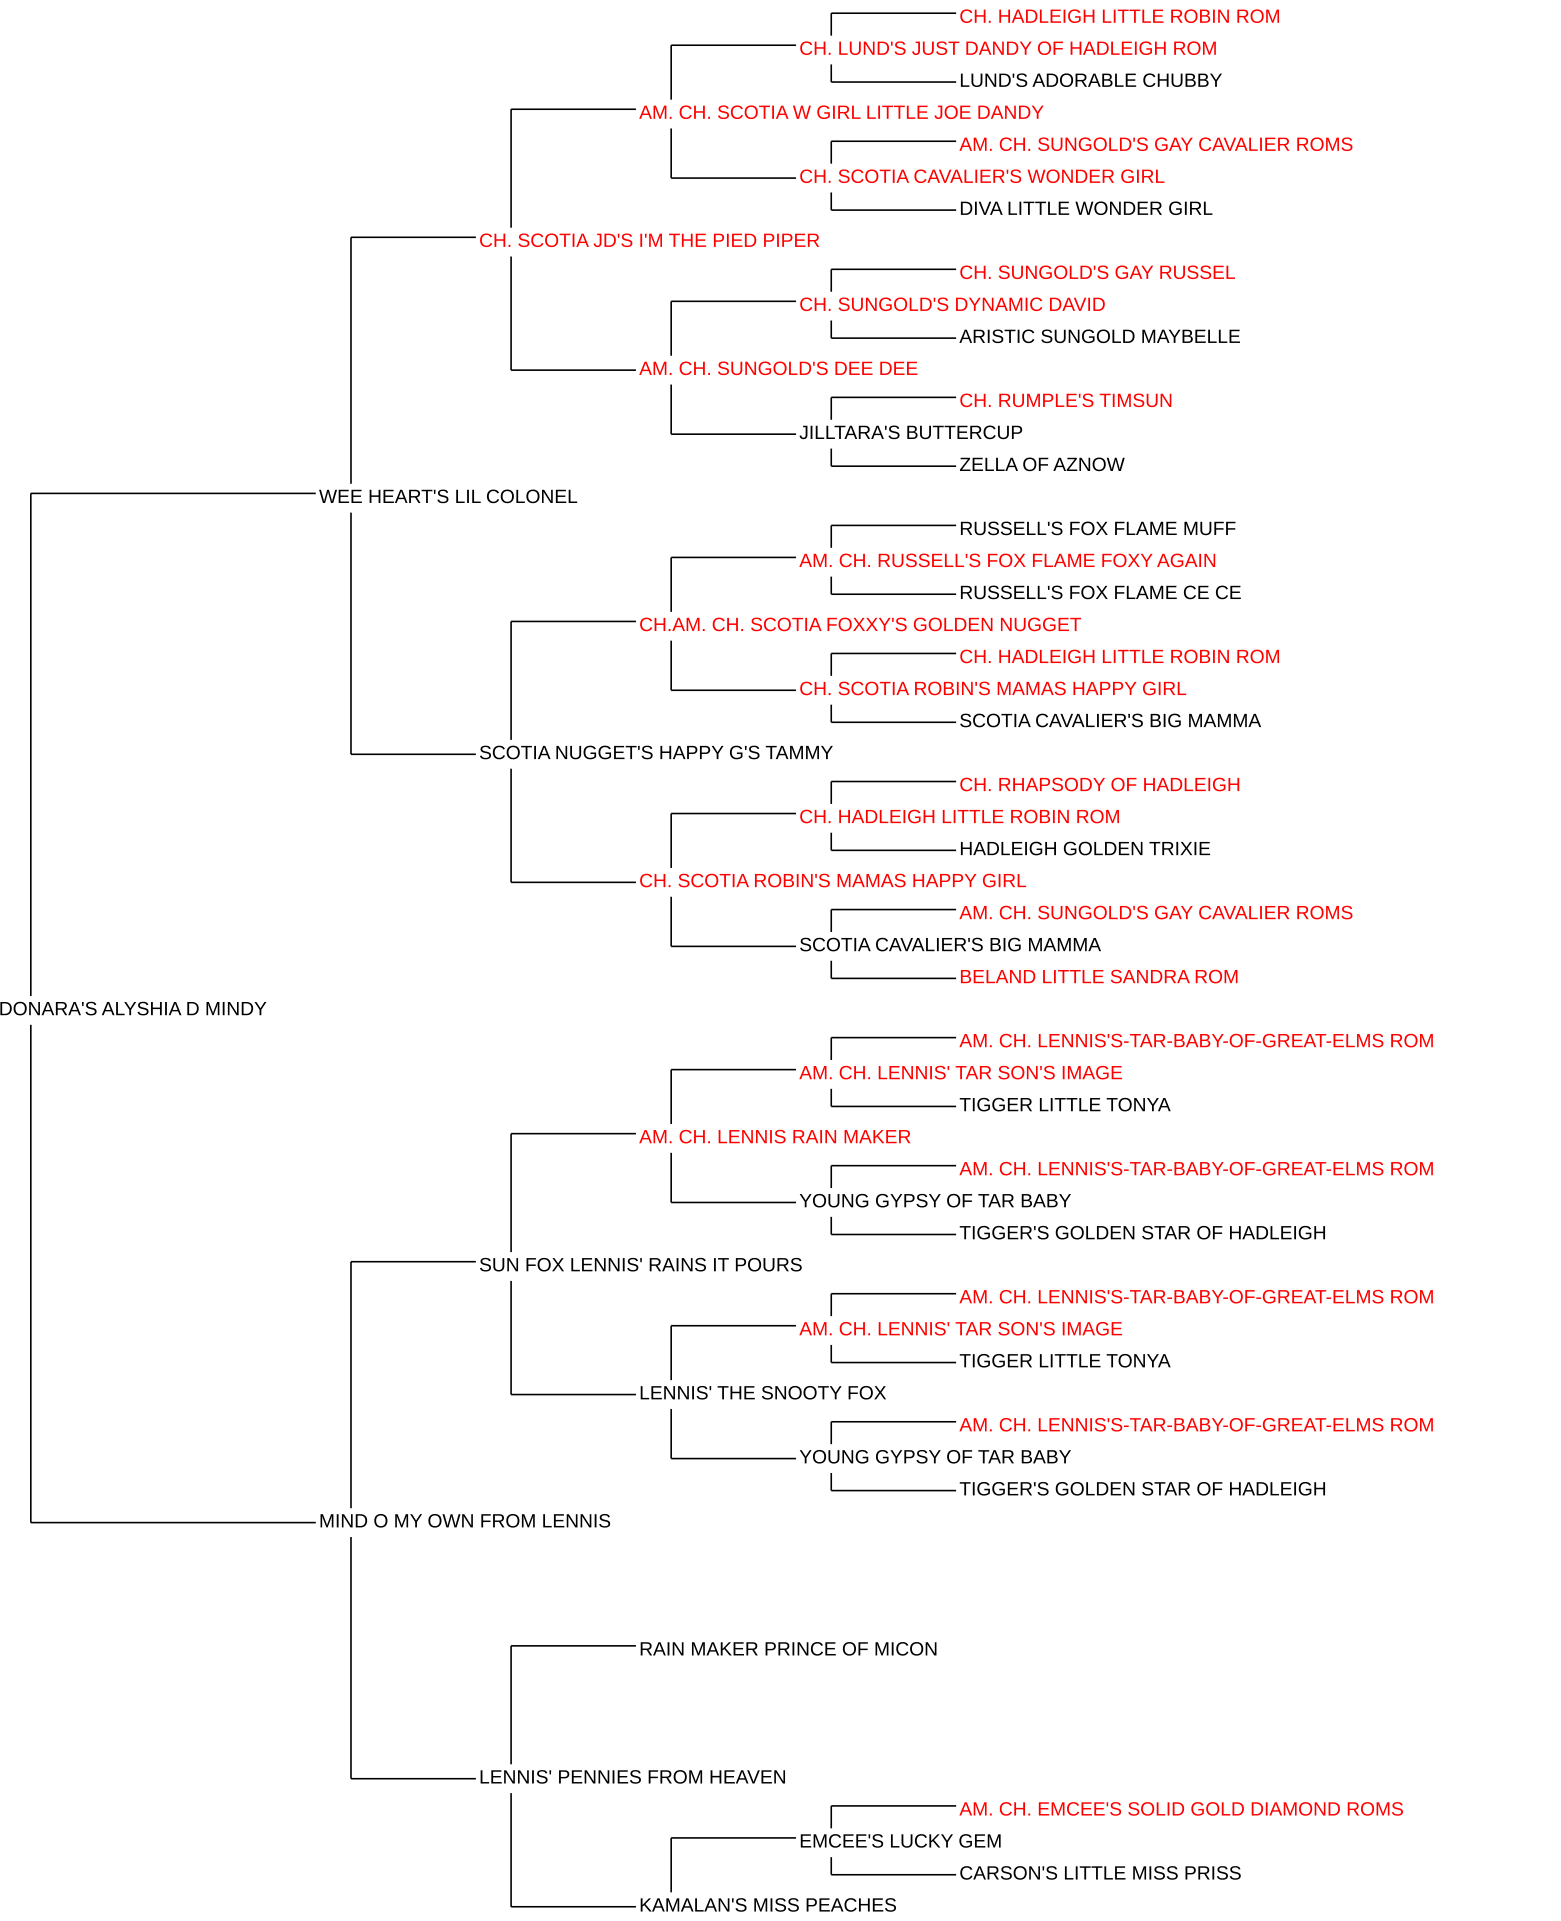 CH. HADLEIGH LITTLE ROBIN ROM
CH. LUND'S JUST DANDY OF HADLEIGH ROM
LUND'S ADORABLE CHUBBY
AM. CH. SCOTIA W GIRL LITTLE JOE DANDY
AM. CH. SUNGOLD'S GAY CAVALIER ROMS
CH. SCOTIA CAVALIER'S WONDER GIRL
DIVA LITTLE WONDER GIRL
CH. SCOTIA JD'S I'M THE PIED PIPER
CH. SUNGOLD'S GAY RUSSEL
CH. SUNGOLD'S DYNAMIC DAVID
ARISTIC SUNGOLD MAYBELLE
AM. CH. SUNGOLD'S DEE DEE
CH. RUMPLE'S TIMSUN
JILLTARA'S BUTTERCUP
ZELLA OF AZNOW
WEE HEART'S LIL COLONEL
RUSSELL'S FOX FLAME MUFF
AM. CH. RUSSELL'S FOX FLAME FOXY AGAIN
RUSSELL'S FOX FLAME CE CE
CH.AM. CH. SCOTIA FOXXY'S GOLDEN NUGGET
CH. HADLEIGH LITTLE ROBIN ROM
CH. SCOTIA ROBIN'S MAMAS HAPPY GIRL
SCOTIA CAVALIER'S BIG MAMMA
SCOTIA NUGGET'S HAPPY G'S TAMMY
CH. RHAPSODY OF HADLEIGH
CH. HADLEIGH LITTLE ROBIN ROM
HADLEIGH GOLDEN TRIXIE
CH. SCOTIA ROBIN'S MAMAS HAPPY GIRL
AM. CH. SUNGOLD'S GAY CAVALIER ROMS
SCOTIA CAVALIER'S BIG MAMMA
BELAND LITTLE SANDRA ROM
DONARA'S ALYSHIA D MINDY
AM. CH. LENNIS'S-TAR-BABY-OF-GREAT-ELMS ROM
AM. CH. LENNIS' TAR SON'S IMAGE
TIGGER LITTLE TONYA
AM. CH. LENNIS RAIN MAKER
AM. CH. LENNIS'S-TAR-BABY-OF-GREAT-ELMS ROM
YOUNG GYPSY OF TAR BABY
TIGGER'S GOLDEN STAR OF HADLEIGH
SUN FOX LENNIS' RAINS IT POURS
AM. CH. LENNIS'S-TAR-BABY-OF-GREAT-ELMS ROM
AM. CH. LENNIS' TAR SON'S IMAGE
TIGGER LITTLE TONYA
LENNIS' THE SNOOTY FOX
AM. CH. LENNIS'S-TAR-BABY-OF-GREAT-ELMS ROM
YOUNG GYPSY OF TAR BABY
TIGGER'S GOLDEN STAR OF HADLEIGH
MIND O MY OWN FROM LENNIS
RAIN MAKER PRINCE OF MICON
LENNIS' PENNIES FROM HEAVEN
AM. CH. EMCEE'S SOLID GOLD DIAMOND ROMS
EMCEE'S LUCKY GEM
CARSON'S LITTLE MISS PRISS
KAMALAN'S MISS PEACHES